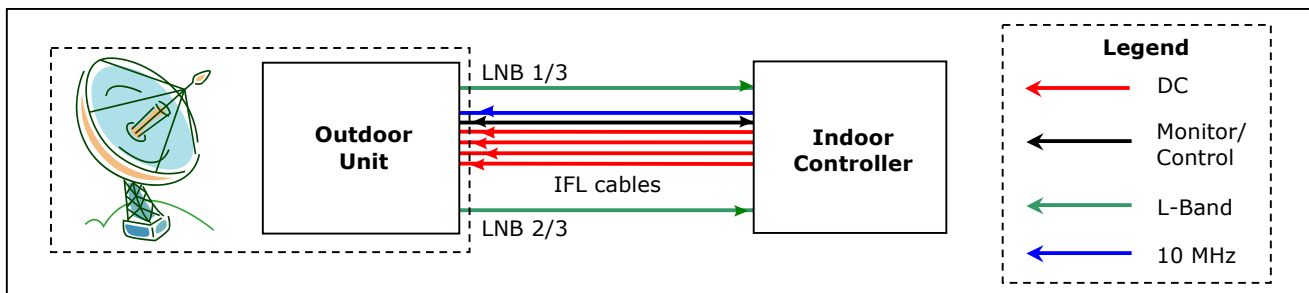 LNB 1/3
Outdoor
Unit
Indoor
Controller
IFL cables
LNB 2/3
Legend
DC
Monitor/
Control
L-Band
10 MHz